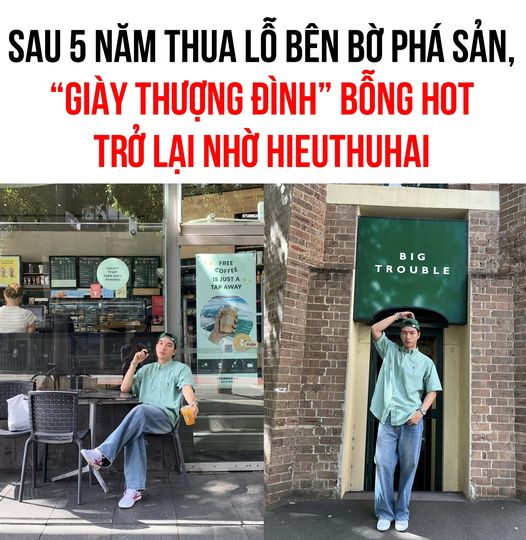 SAU 5 NĂM THUA LỖ BÊN BỜ PHÁ SẢN,
“GIÀY THƯỢNG ĐÌNH” BỖNG HOT
TRỞ LẠI NHỜ HIEUTHUHAI
FREE
COFFEE
IS JUST A
TAP AWAY
BIG
TROUBLE